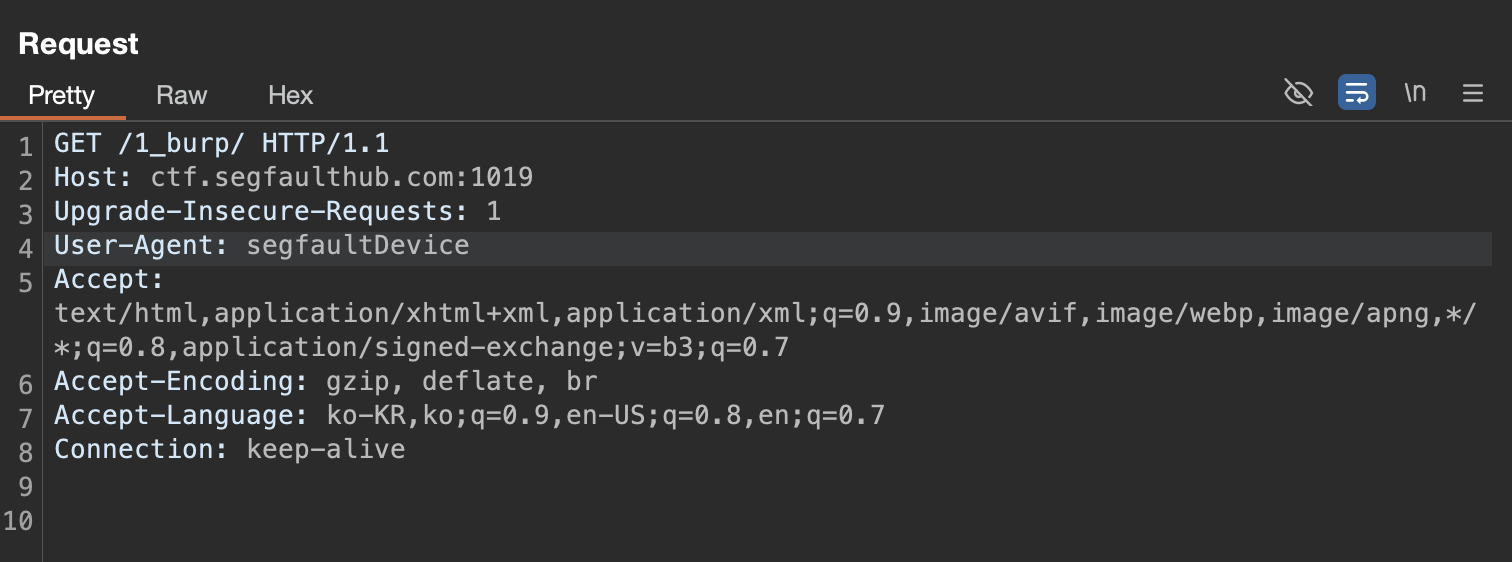 Request
Pretty Raw Hex \n
1 GET /1_burp/ HTTP/1.1
2 Host: ctf.segfaulthub.com:1019
3 Upgrade-Insecure-Requests: 1
4 User-Agent: segfaultDevice
5 Accept:
text/html,application/xhtml+xml,application/xml;q=0.9,image/avif,image/webp,image/apng,*/
*;q=0.8,application/signed-exchange;v=b3;q=0.7
6 Accept-Encoding: gzip, deflate, br
7 Accept-Language: ko-KR,ko;q=0.9,en-US;q=0.8,en;q=0.7
8 Connection: keep-alive
9
10